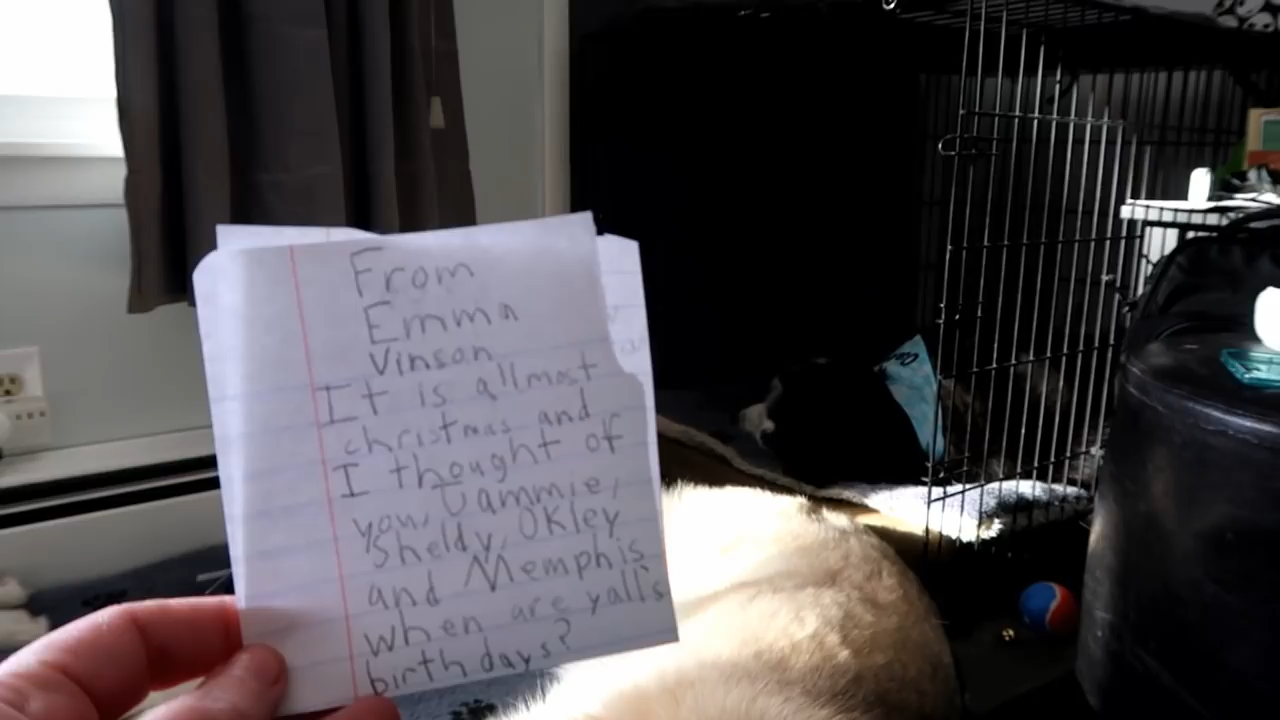 From
Emma
Vinson
It is allmost
christmas and
I thought of
you, Tammie,
Sheldy, Okley
and Memphis
when are yall's
birthdays?